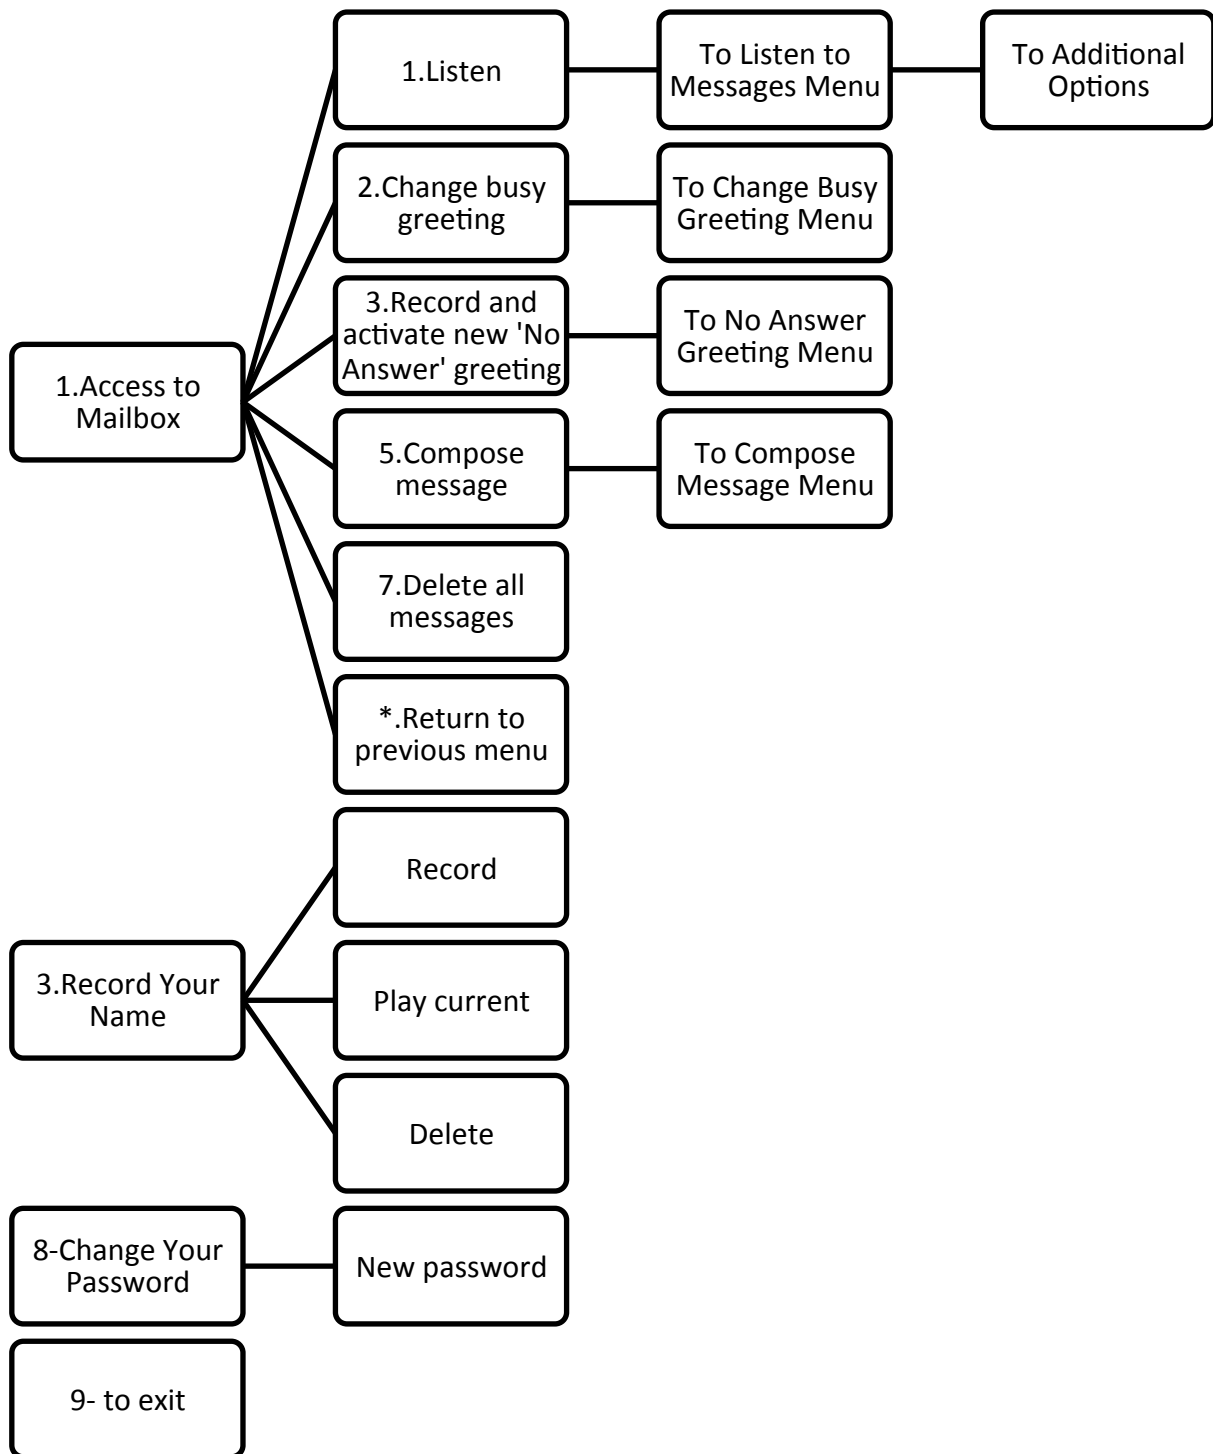 1.Listen
To Listen to
Messages Menu
To Additional
Options
2.Change busy
greeting
To Change Busy
Greeting Menu
3.Record and
activate new 'No
Answer' greeting
To No Answer
Greeting Menu
1.Access to
Mailbox
5.Compose
message
To Compose
Message Menu
7.Delete all
messages
*.Return to
previous menu
Record
3.Record Your
Name
Play current
Delete
8-Change Your
Password
New password
9- to exit